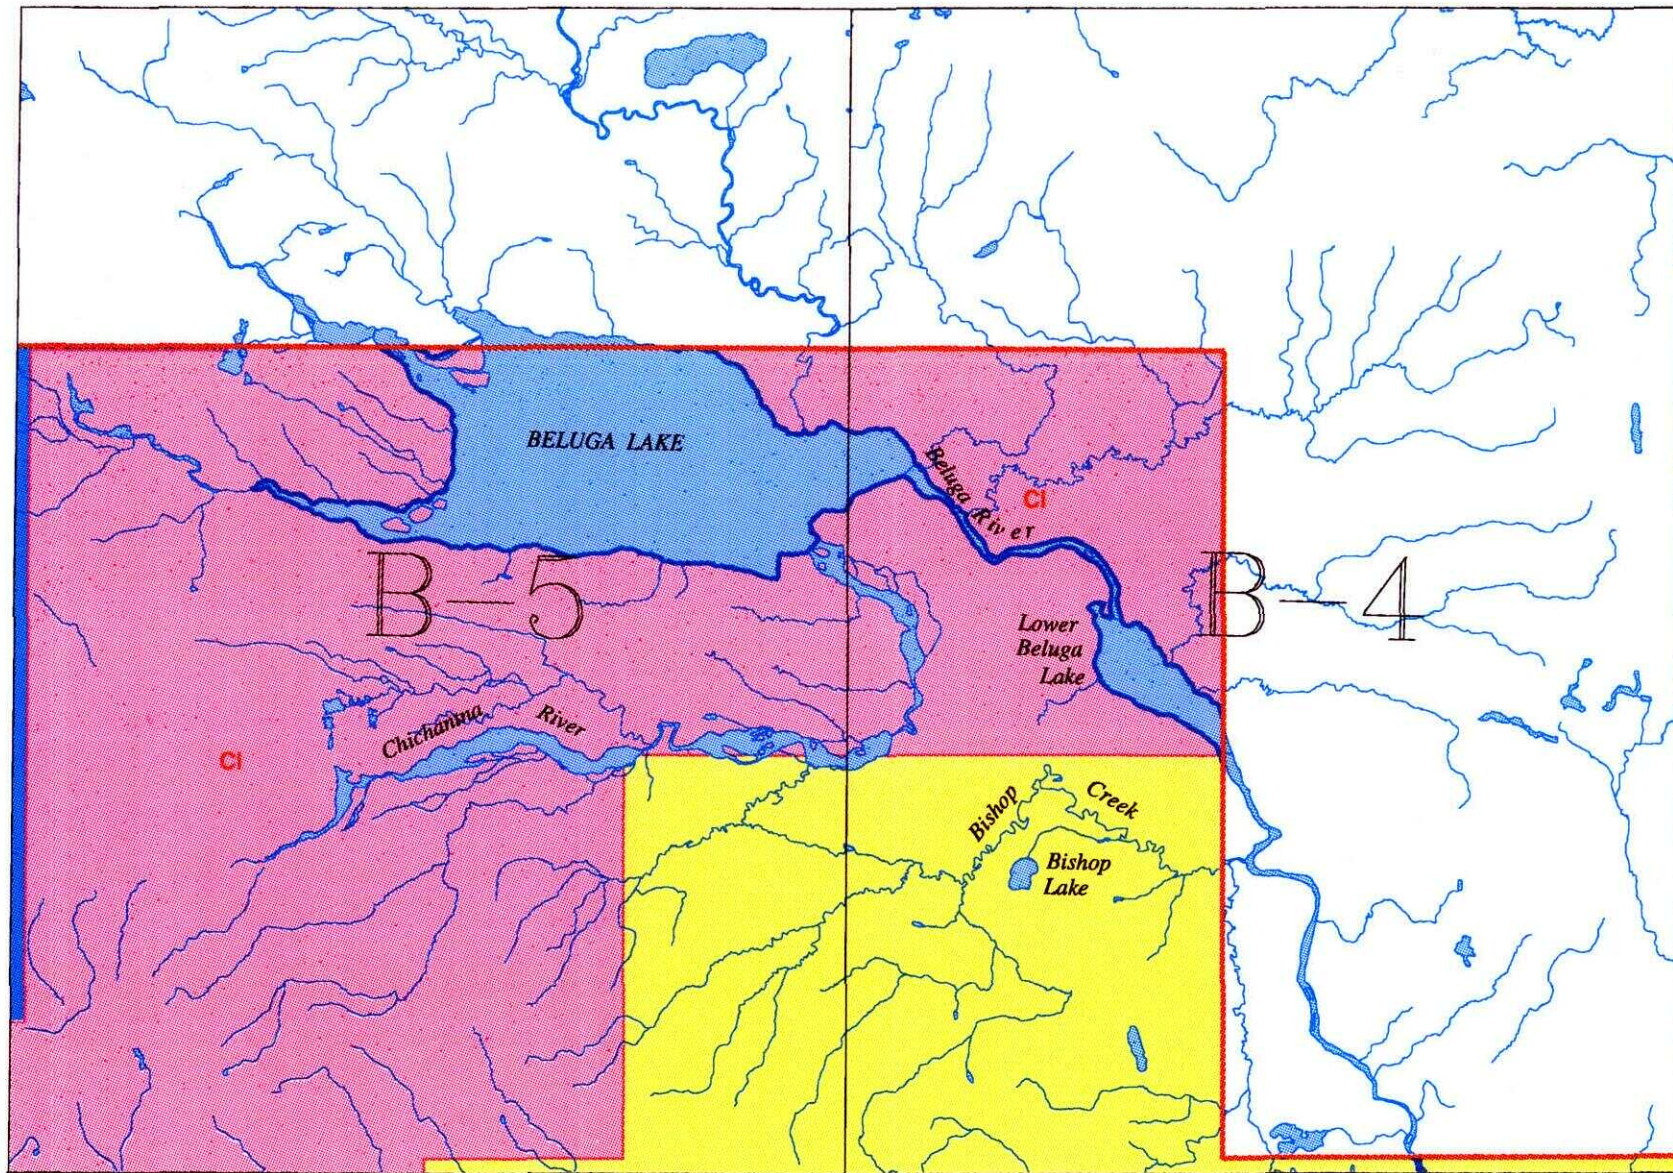 BELUGA LAKE
Beluga River
CI
B-5
B-4
Lower
Beluga
Lake
Chichantna River
CI
Bishop Creek
Bishop
Lake